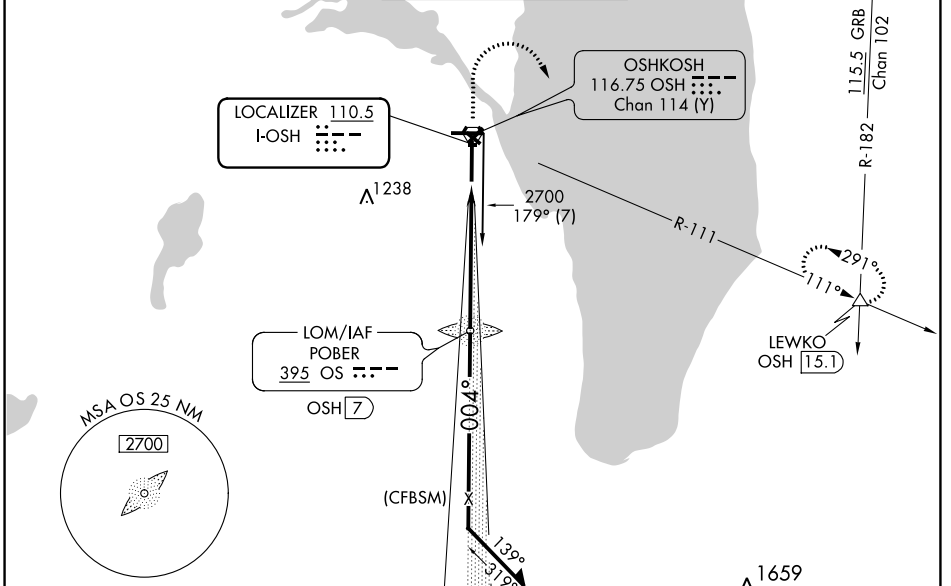 OSHKOSH
116.75 OSH
Chan 114 (Y)
115.5 GRB
Chan 102
R-182
LOCALIZER 110.5
I-OSH
1238
2700
179° (7)
R-111
291°
111°
LEWKO
OSH 15.1
LOM/IAF
POBER
395 OS
OSH 7
004°
MSA OS 25 NM
2700
(CFBSM)
139°
319°
1659